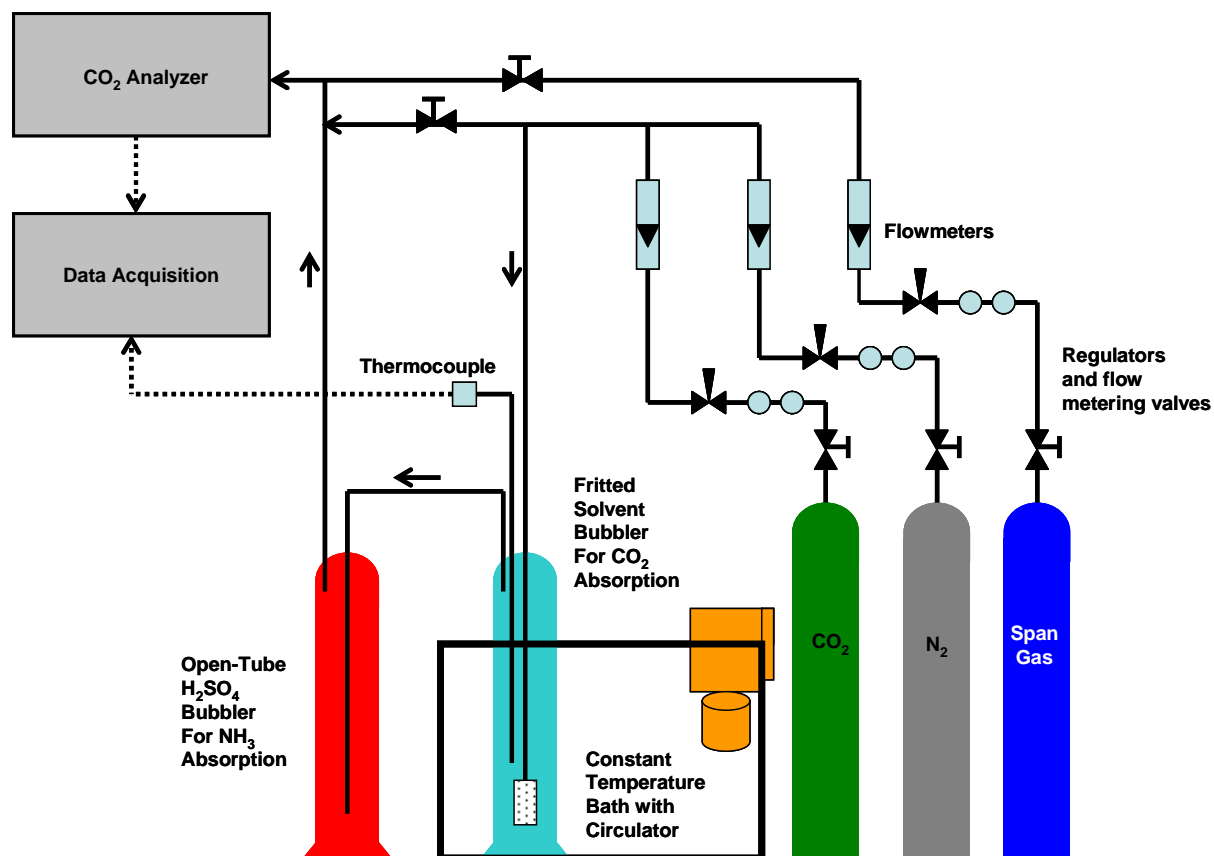 CO₂ Analyzer
Data Acquisition
Flowmeters
Thermocouple
Regulators
and flow
metering valves
Fritted
Solvent
Bubbler
For CO₂
Absorption
Open-Tube
H₂SO₄
Bubbler
For NH₃
Absorption
Constant
Temperature
Bath with
Circulator
CO₂
N₂
Span
Gas